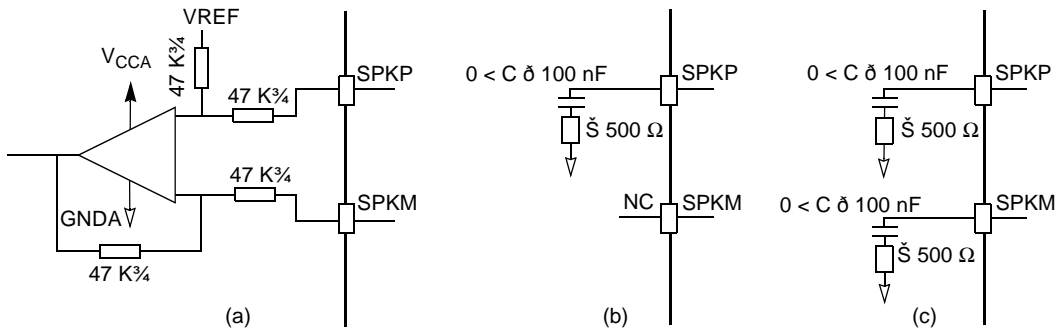 VREF
VCCA
47 K¾
47 K¾
SPKP
47 K¾
SPKM
GNDA
47 K¾
(a)
0 < C ð 100 nF
SPKP
Š 500 Ω
NC
SPKM
(b)
0 < C ð 100 nF
SPKP
Š 500 Ω
0 < C ð 100 nF
SPKM
Š 500 Ω
(c)